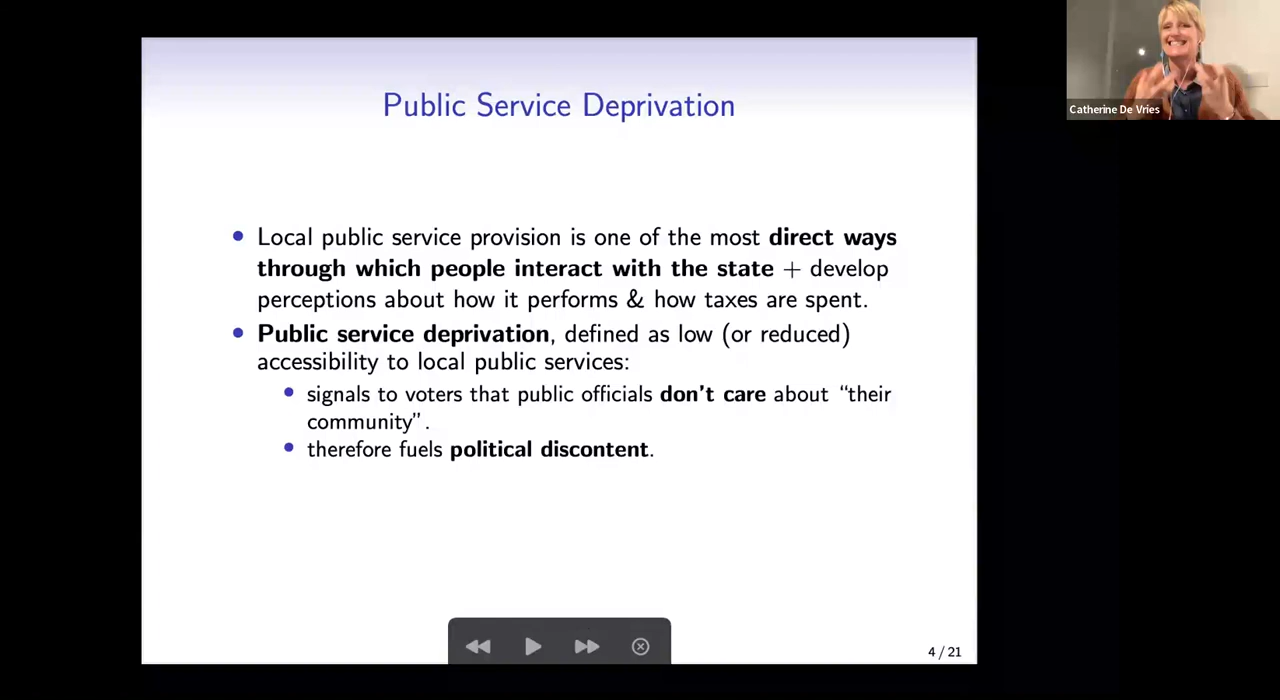 Public Service Deprivation
Catherine De Vries
• Local public service provision is one of the most direct ways
through which people interact with the state + develop
perceptions about how it performs & how taxes are spent.
• Public service deprivation, defined as low (or reduced)
accessibility to local public services:
• signals to voters that public officials don't care about “their
community”.
• therefore fuels political discontent.
4 / 21